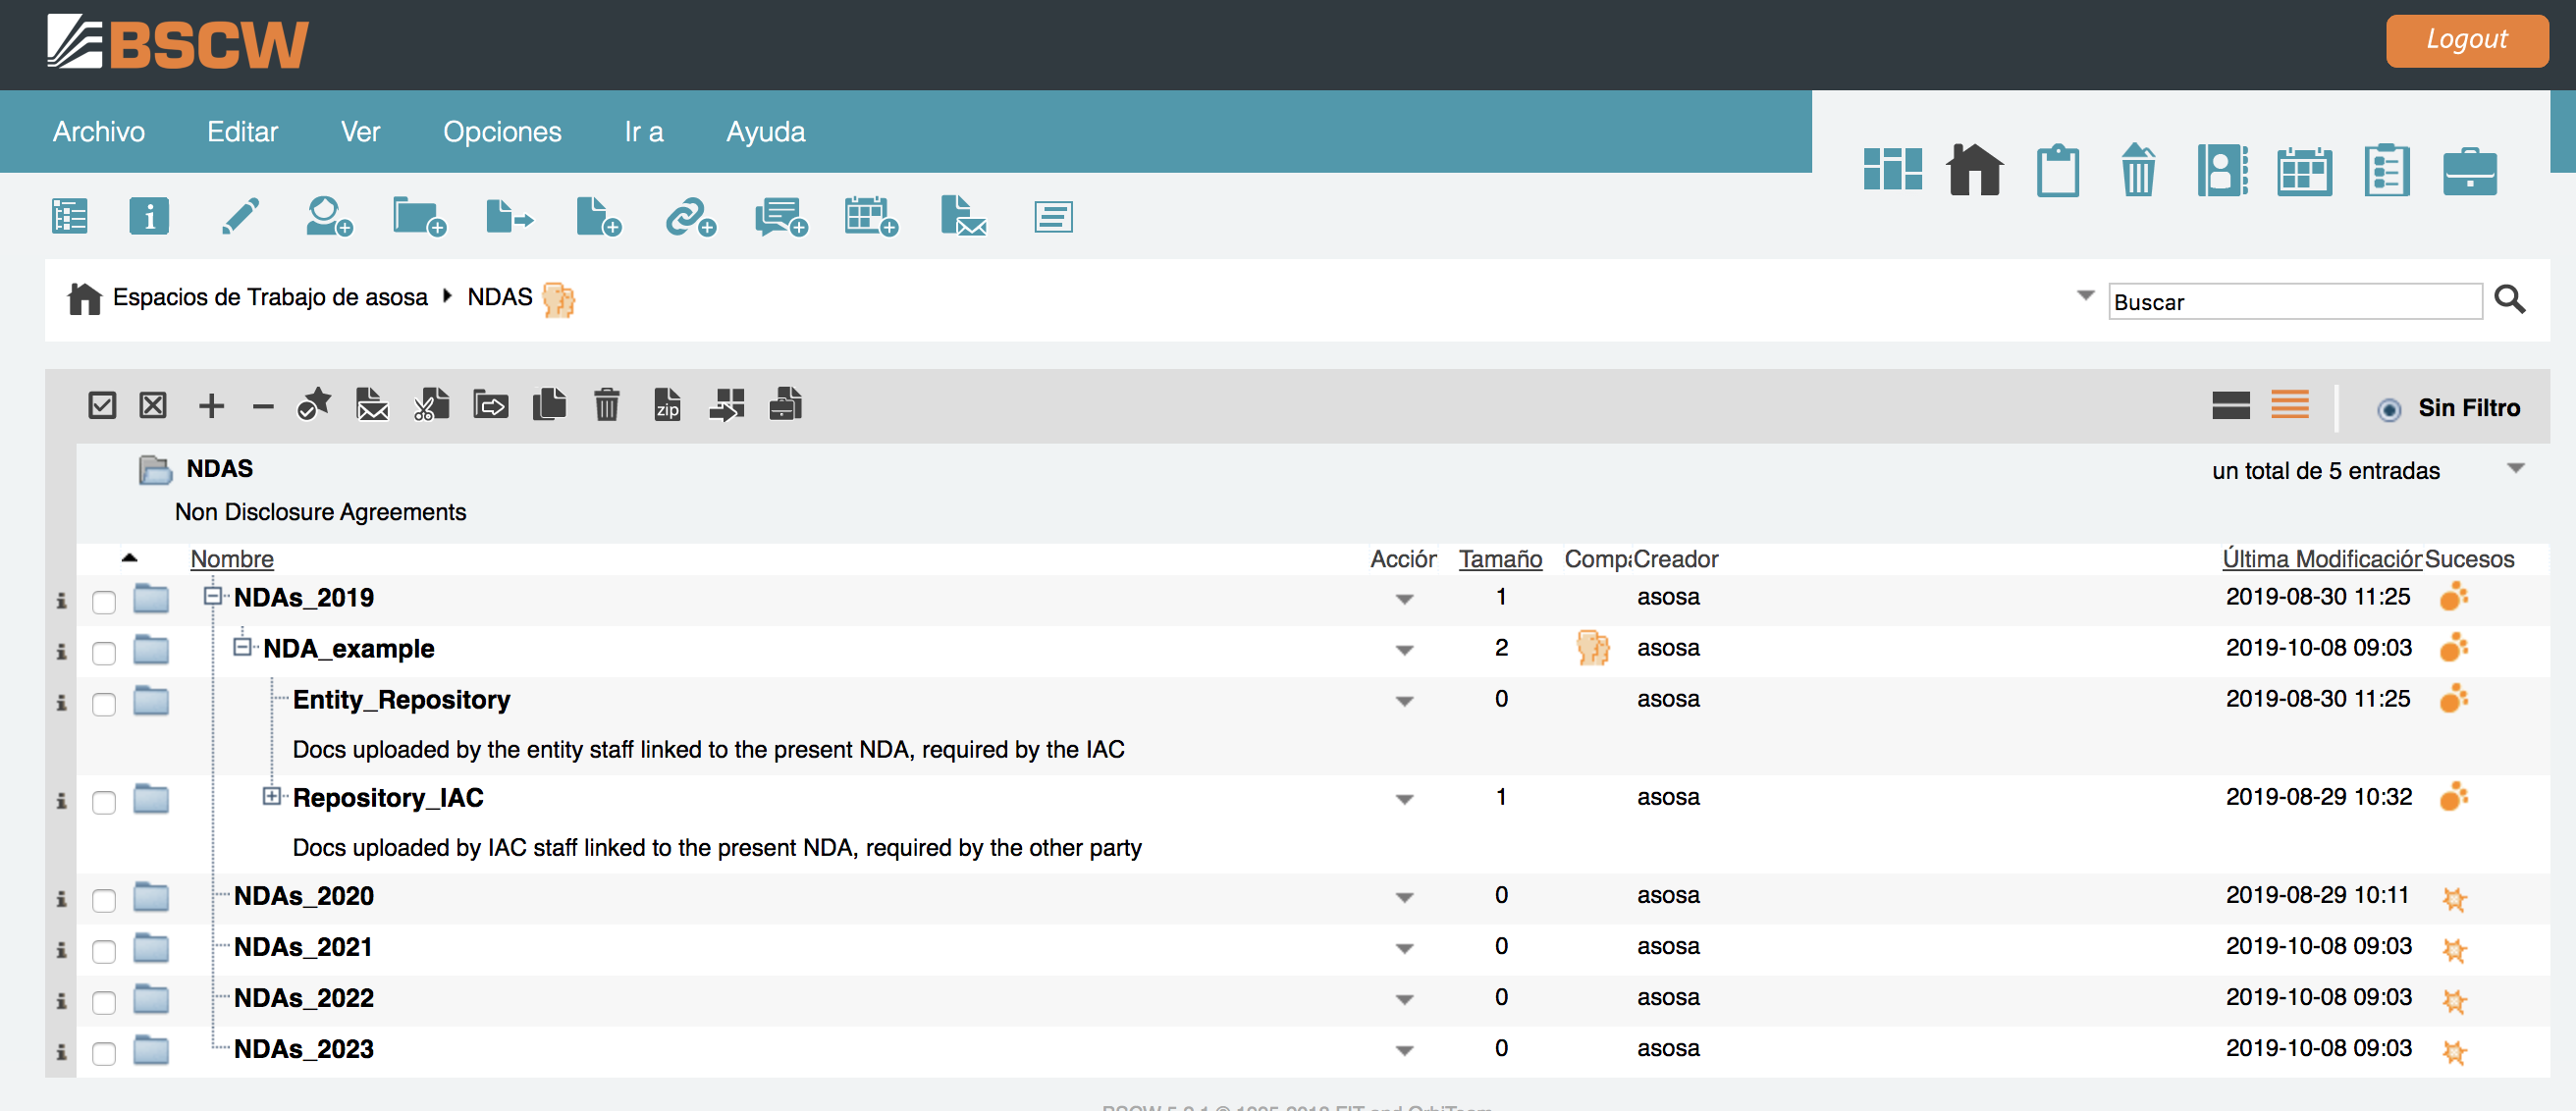 BSCW
Logout
Archivo Editar Ver Opciones Ir a Ayuda
Espacios de Trabajo de asosa NDAS
Buscar
zip
Sin Filtro
NDAS
un total de 5 entradas
Non Disclosure Agreements
Nombre Acción Tamaño Compa Creador Última Modificación Sucesos
NDAs_2019 1 asosa 2019-08-30 11:25
NDA_example 2 asosa 2019-10-08 09:03
Entity_Repository 0 asosa 2019-08-30 11:25
Docs uploaded by the entity staff linked to the present NDA, required by the IAC
Repository_IAC 1 asosa 2019-08-29 10:32
Docs uploaded by IAC staff linked to the present NDA, required by the other party
NDAs_2020 0 asosa 2019-08-29 10:11
NDAs_2021 0 asosa 2019-10-08 09:03
NDAs_2022 0 asosa 2019-10-08 09:03
NDAs_2023 0 asosa 2019-10-08 09:03